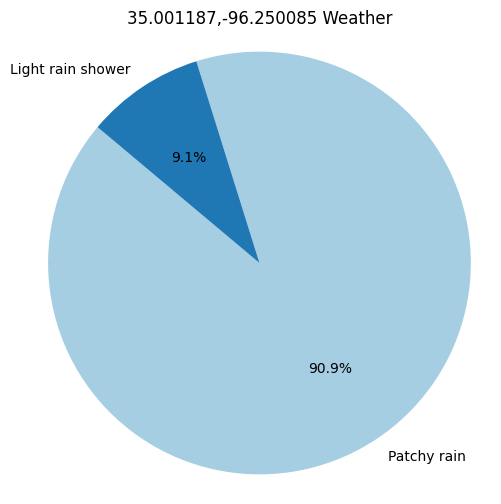 35.001187,-96.250085 Weather
Light rain shower
9.1%
90.9%
Patchy rain